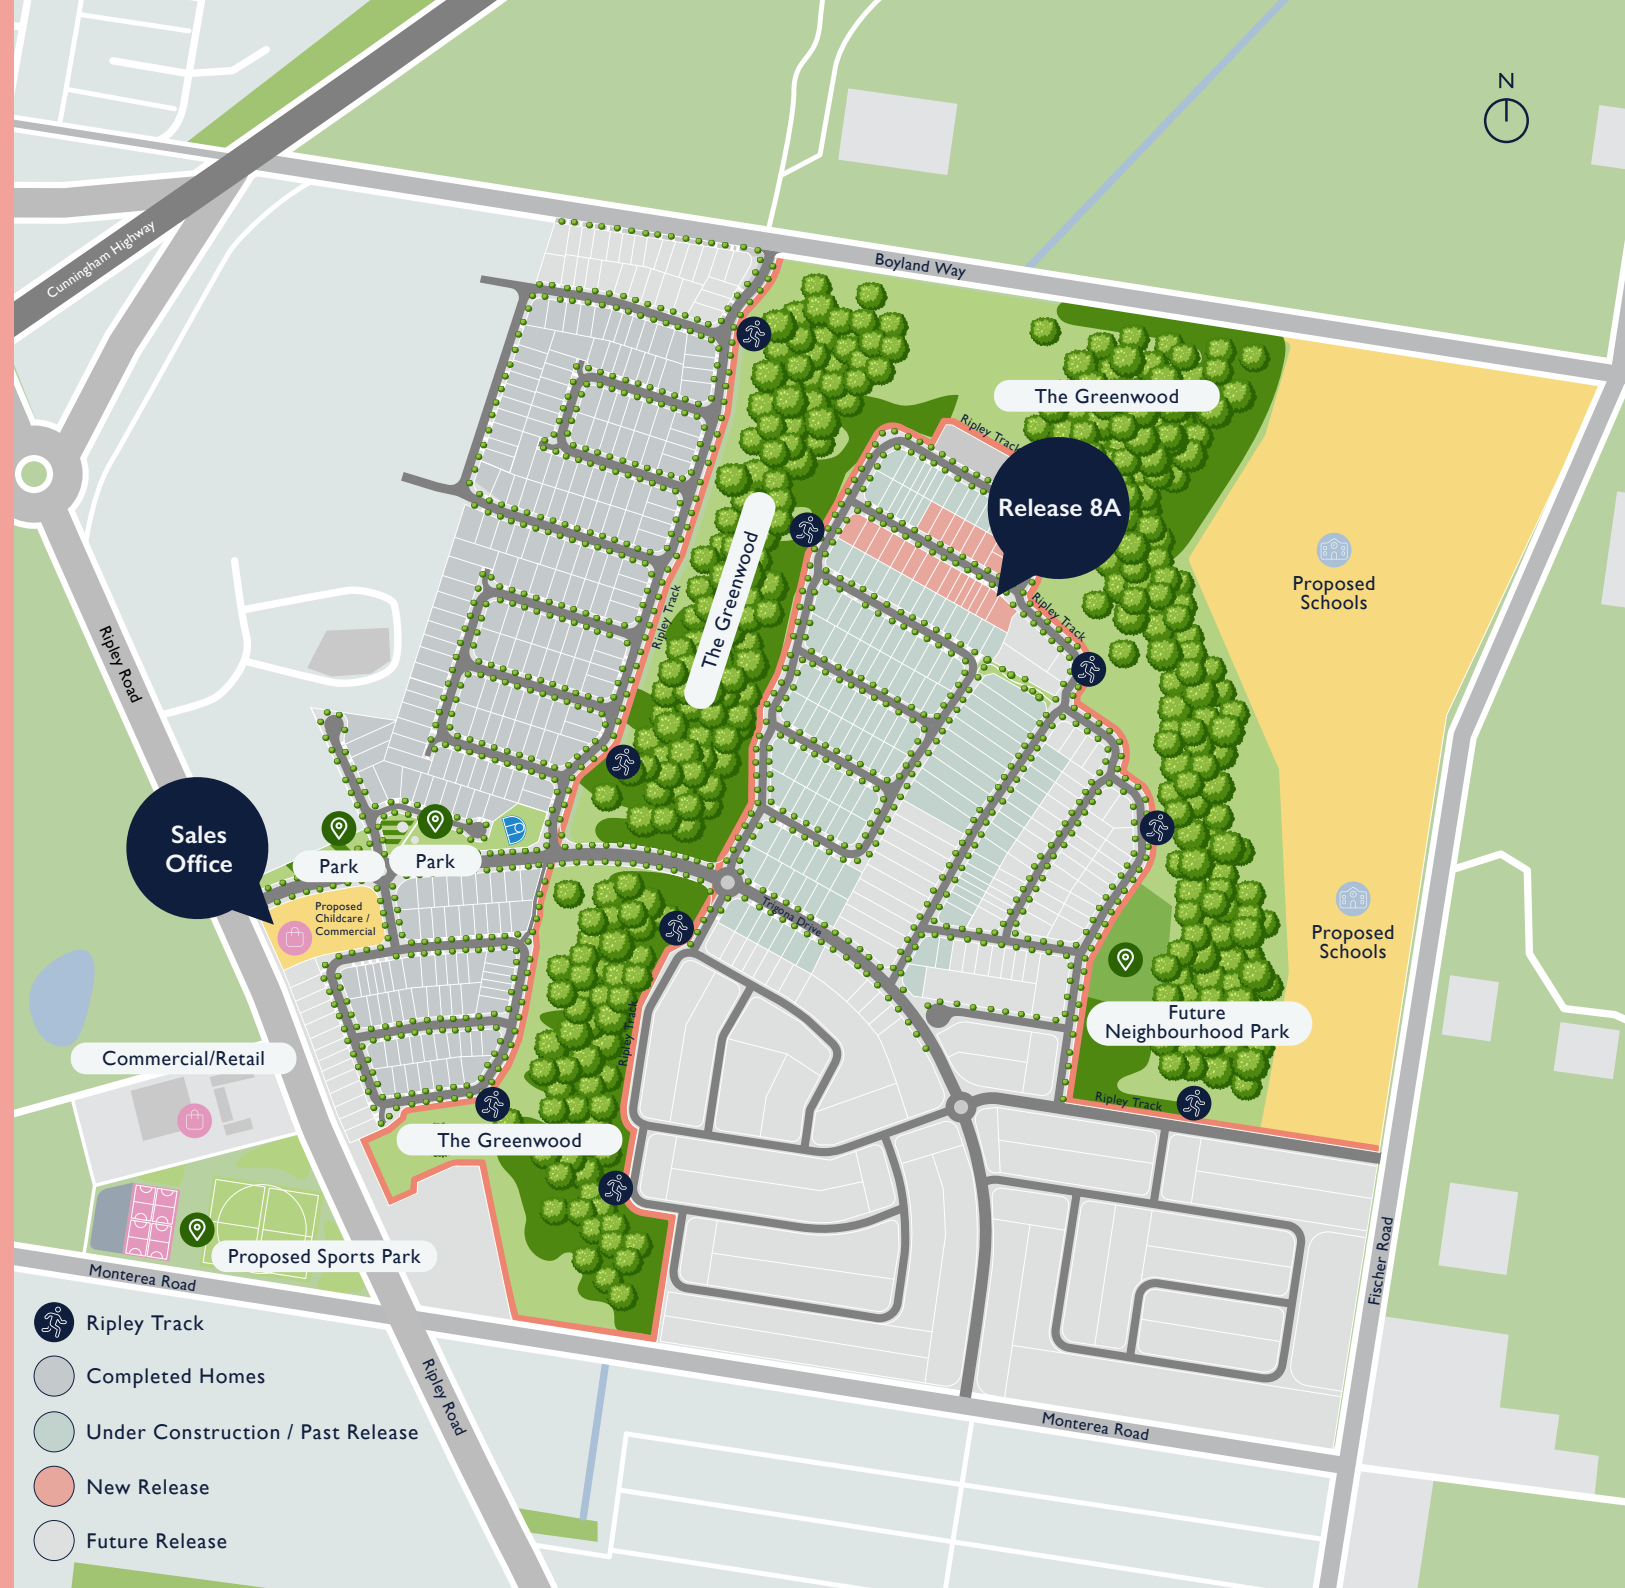 N
Cunningham Highway
Boyland Way
The Greenwood
Ripley Track
Release 8A
The Greenwood
Proposed
Schools
Ripley Track
Ripley Track
Ripley Road
Sales
Office
Park
Park
Proposed
Childcare /
Commercial
Trigona Drive
Proposed
Schools
Ripley Track
Future
Neighbourhood Park
Commercial/Retail
Ripley Track
The Greenwood
Proposed Sports Park
Monterea Road
Fischer Road
Ripley Track
Completed Homes
Ripley Road
Under Construction / Past Release
Monterea Road
New Release
Future Release